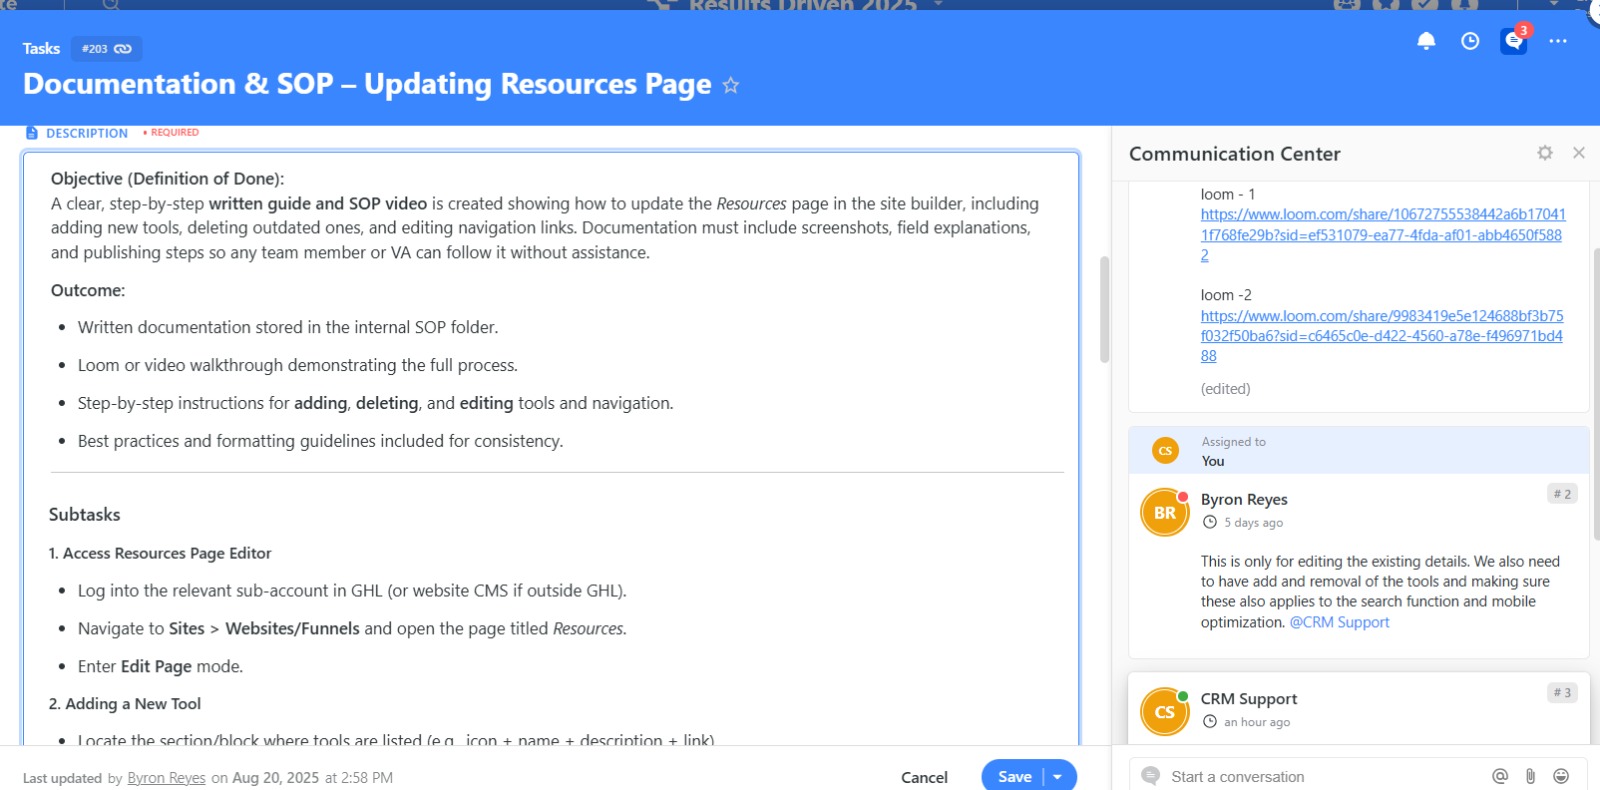 te
Results Driven 2025
Tasks
#203
3
Documentation & SOP – Updating Resources Page
DESCRIPTION • REQUIRED
Objective (Definition of Done):
A clear, step-by-step written guide and SOP video is created showing how to update the Resources page in the site builder, including
adding new tools, deleting outdated ones, and editing navigation links. Documentation must include screenshots, field explanations,
and publishing steps so any team member or VA can follow it without assistance.
Outcome:
• Written documentation stored in the internal SOP folder.
• Loom or video walkthrough demonstrating the full process.
• Step-by-step instructions for adding, deleting, and editing tools and navigation.
• Best practices and formatting guidelines included for consistency.
Subtasks
1. Access Resources Page Editor
• Log into the relevant sub-account in GHL (or website CMS if outside GHL).
• Navigate to Sites > Websites/Funnels and open the page titled Resources.
• Enter Edit Page mode.
2. Adding a New Tool
• Locate the section/block where tools are listed (e.g., icon + name + description + link)
Last updated by Byron Reyes on Aug 20, 2025 at 2:58 PM
Cancel
Save
Communication Center
loom - 1
https://www.loom.com/share/10672755538442a6b17041
1f768fe29b?sid=ef531079-ea77-4fda-af01-abb4650f588
2
loom -2
https://www.loom.com/share/9983419e5e124688bf3b75
f032f50ba6?sid=c6465c0e-d422-4560-a78e-f496971bd4
88
(edited)
CS
Assigned to
You
BR
Byron Reyes
# 2
5 days ago
This is only for editing the existing details. We also need
to have add and removal of the tools and making sure
these also applies to the search function and mobile
optimization. @CRM Support
CS
CRM Support
# 3
an hour ago
Start a conversation